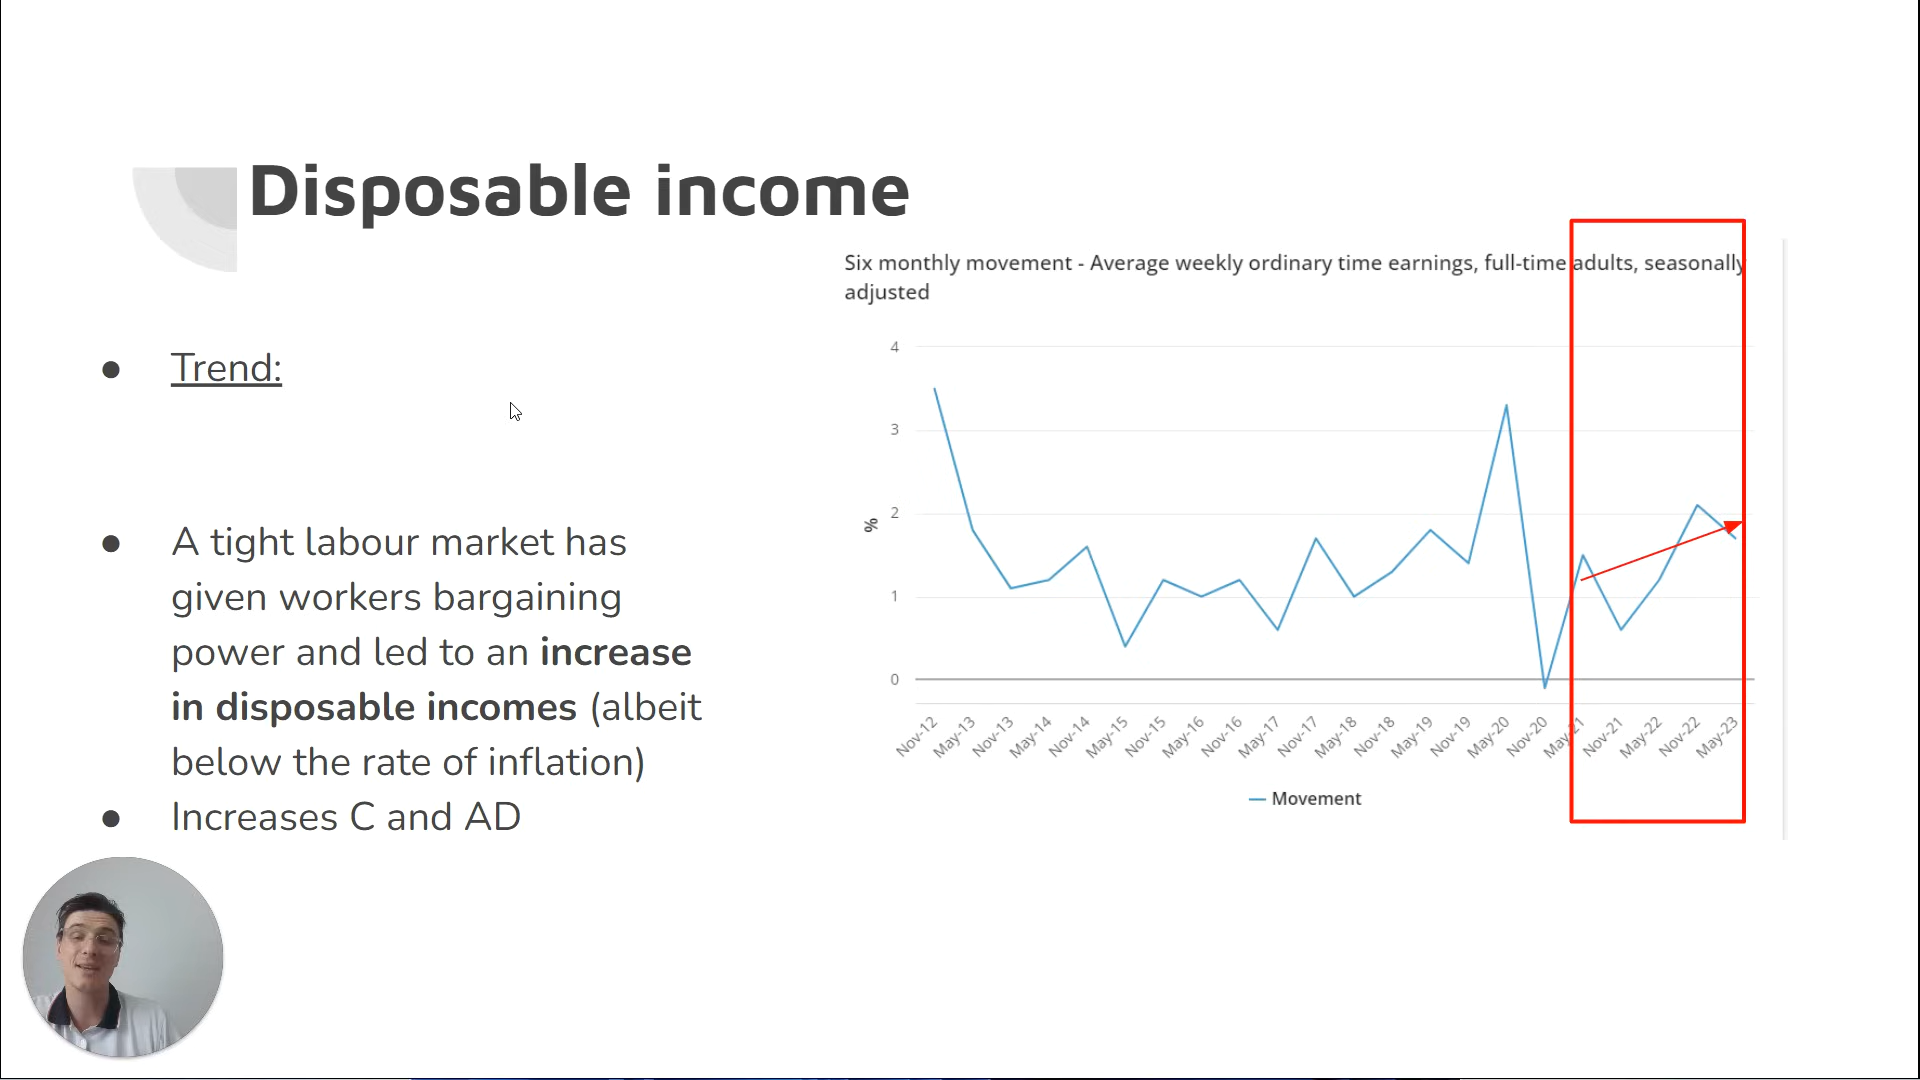 Disposable income
Six monthly movement - Average weekly ordinary time earnings, full-time adults, seasonally
adjusted
● Trend:
● A tight labour market has
given workers bargaining
power and led to an increase
in disposable incomes (albeit
below the rate of inflation)
● Increases C and AD
4
3
2
1
0
%
Nov-12 May-13 Nov-13 May-14 Nov-14 May-15 Nov-15 May-16 Nov-16 May-17 Nov-17 May-18 Nov-18 May-19 Nov-19 May-20 Nov-20 May-21 Nov-21 May-22 Nov-22 May-23
Movement